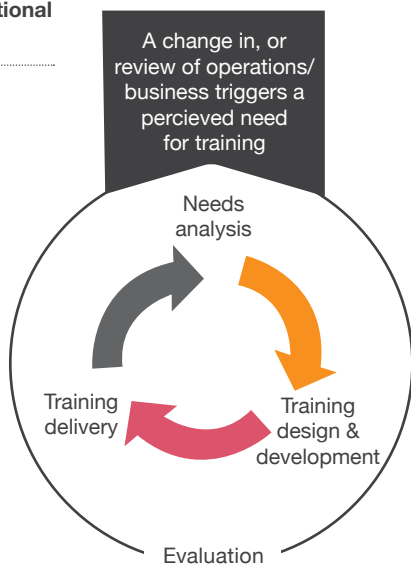 tional
A change in, or
review of operations/
business triggers a
percieved need
for training
Needs
analysis
Training
delivery
Training
design &
development
Evaluation